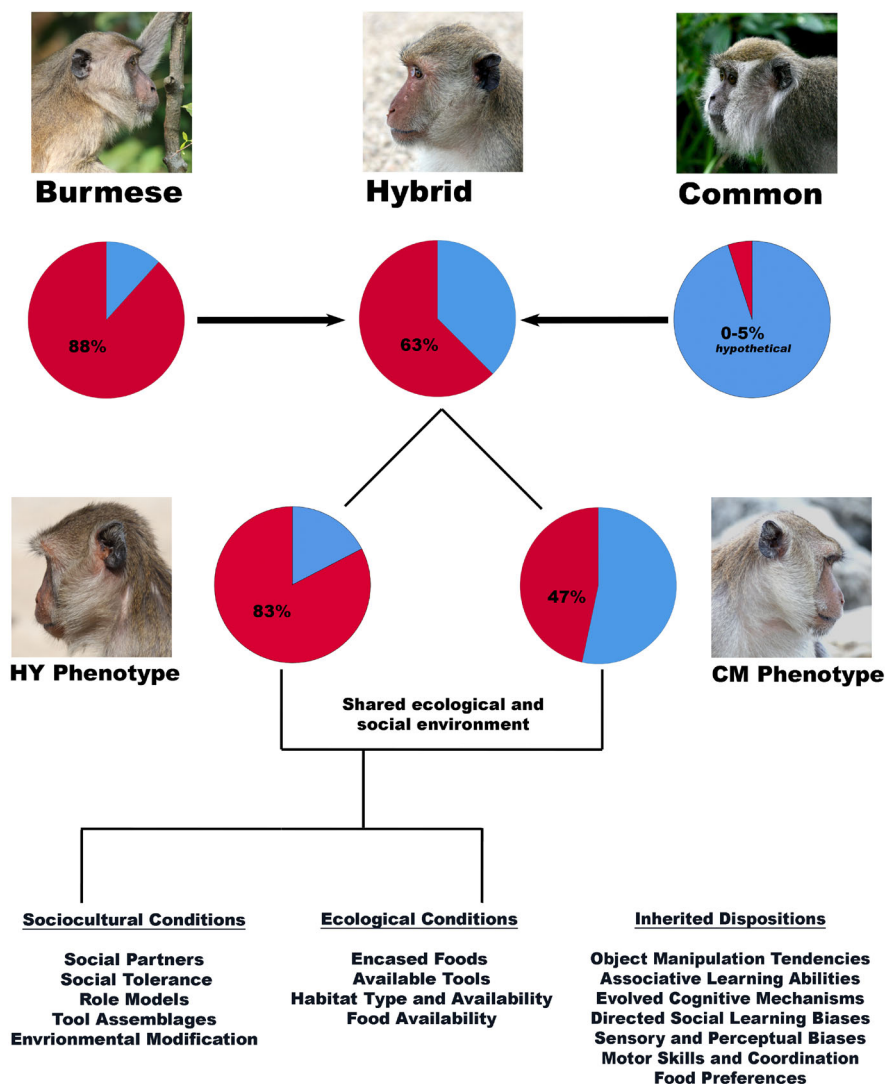 Burmese
Hybrid
Common
88%
63%
0-5%
hypothetical
83%
47%
HY Phenotype
CM Phenotype
Shared ecological and
social environment
Sociocultural Conditions
Social Partners
Social Tolerance
Role Models
Tool Assemblages
Envrionmental Modification
Ecological Conditions
Encased Foods
Available Tools
Habitat Type and Availability
Food Availability
Inherited Dispositions
Object Manipulation Tendencies
Associative Learning Abilities
Evolved Cognitive Mechanisms
Directed Social Learning Biases
Sensory and Perceptual Biases
Motor Skills and Coordination
Food Preferences